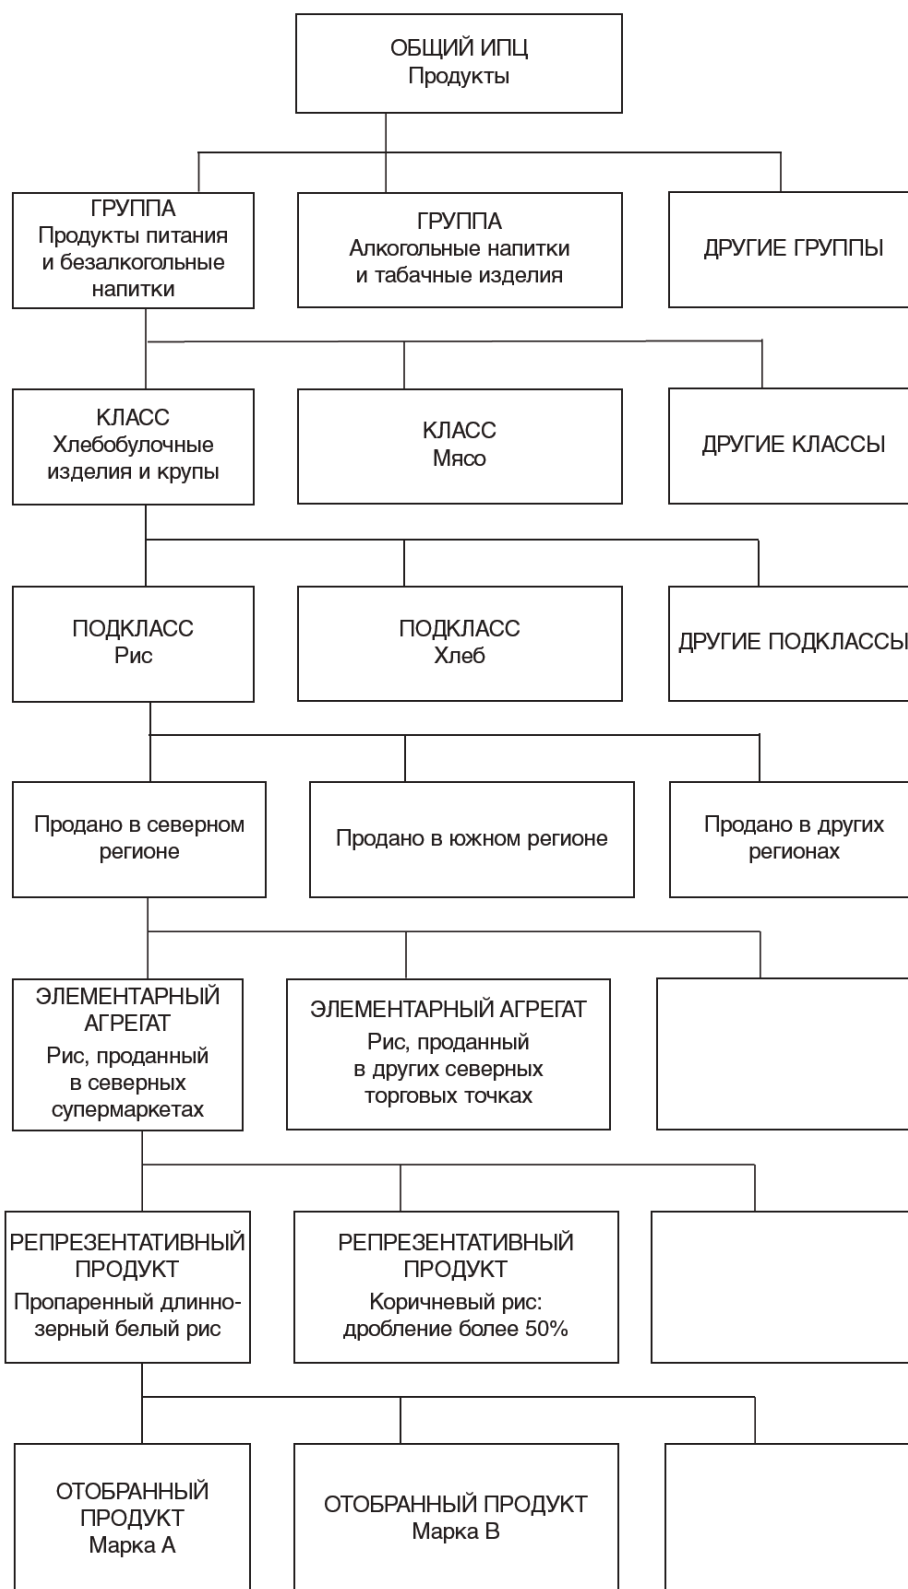 ОБЩИЙ ИПЦ
Продукты
ГРУППА
Продукты питания
и безалкогольные
напитки
ГРУППА
Алкогольные напитки
и табачные изделия
ДРУГИЕ ГРУППЫ
КЛАСС
Хлебобулочные
изделия и крупы
КЛАСС
Мясо
ДРУГИЕ КЛАССЫ
ПОДКЛАСС
Рис
ПОДКЛАСС
Хлеб
ДРУГИЕ ПОДКЛАССЫ
Продано в северном
регионе
Продано в южном регионе
Продано в других
регионах
ЭЛЕМЕНТАРНЫЙ
АГРЕГАТ
Рис, проданный
в северных
супермаркетах
ЭЛЕМЕНТАРНЫЙ АГРЕГАТ
Рис, проданный
в других северных
торговых точках
РЕПРЕЗЕНТАТИВНЫЙ
ПРОДУКТ
Пропаренный длинно-
зерный белый рис
РЕПРЕЗЕНТАТИВНЫЙ
ПРОДУКТ
Коричневый рис:
дробление более 50%
ОТОБРАННЫЙ
ПРОДУКТ
Марка А
ОТОБРАННЫЙ ПРОДУКТ
Марка В